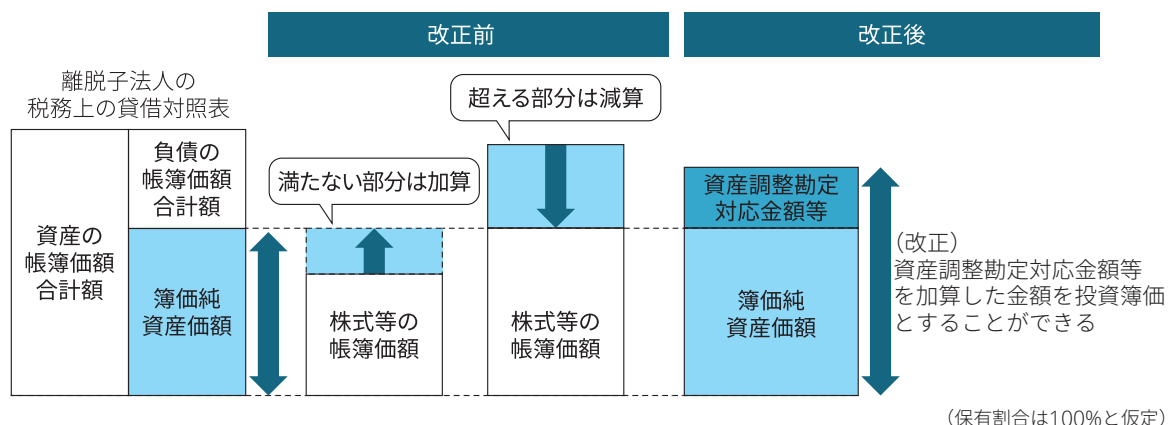 改正前
改正後
離脱子法人の
税務上の貸借対照表
資産の
帳簿価額
合計額
負債の
帳簿価額
合計額
簿価純
資産価額
満たない部分は加算
株式等の
帳簿価額
超える部分は減算
株式等の
帳簿価額
資産調整勘定
対応金額等
簿価純
資産価額
（改正）
資産調整勘定対応金額等
を加算した金額を投資簿価
とすることができる
（保有割合は100%と仮定）